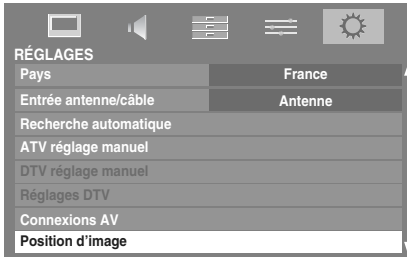 RÉGLAGES
Pays France
Entrée antenne/câble Antenne
Recherche automatique
ATV réglage manuel
DTV réglage manuel
Réglages DTV
Connexions AV
Position d’image